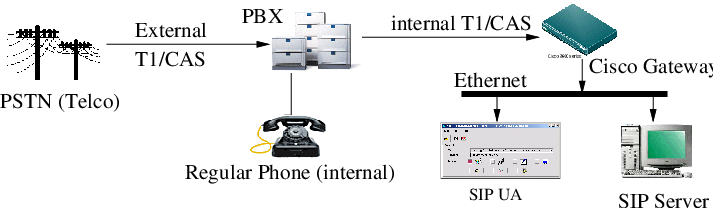 External
T1/CAS
PBX
internal T1/CAS
Cisco Gateway
Ethernet
PSTN (Telco)
Regular Phone (internal)
SIP UA
SIP Server